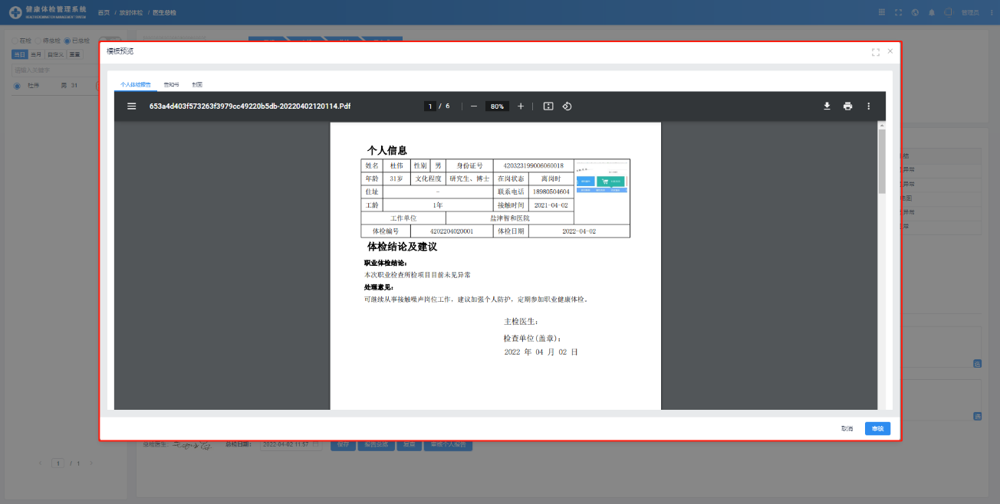 健康体检管理系统
首页 / 放射体检 / 医生总检
管理员
在检 待总检 已总检
当日 当月 自定义 重置
请输入关键字
杜伟 男 31
模板预览
个人体检报告 告知书 封面
653a4d403f573263f3979cc49220b5db-20220402120114.Pdf
1 / 6
80%
个人信息
姓名 杜伟 性别 男 身份证号 420323199006060018
年龄 31岁 文化程度 研究生、博士 在岗状态 离岗时
住址 - 联系电话 18980504604
工龄 1年 接触时间 2021-04-02
工作单位 盐津智和医院
体检编号 4202204020001 体检日期 2022-04-02
体检结论及建议
职业体检结论:
本次职业检查所检项目目前未见异常
处理意见:
可继续从事接触噪声岗位工作, 建议加强个人防护, 定期参加职业健康体检。
主检医生:
检查单位(盖章):
2022 年 04 月 02 日
取消 审核
总检医生: 总检日期: 2022-04-02 11:57 保存 报告总览 复查 审核个人报告
1 / 1